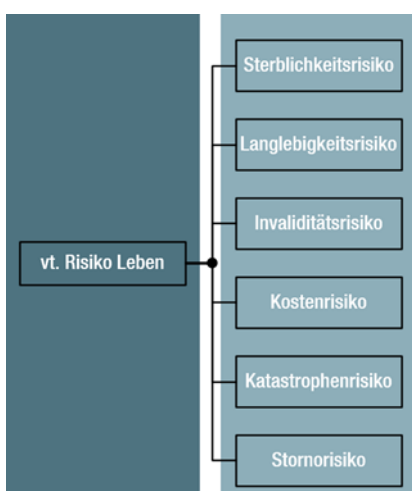 Sterblichkeitsrisiko
Langlebigkeitsrisiko
Invaliditätsrisiko
vt. Risiko Leben
Kostenrisiko
Katastrophenrisiko
Stornorisiko